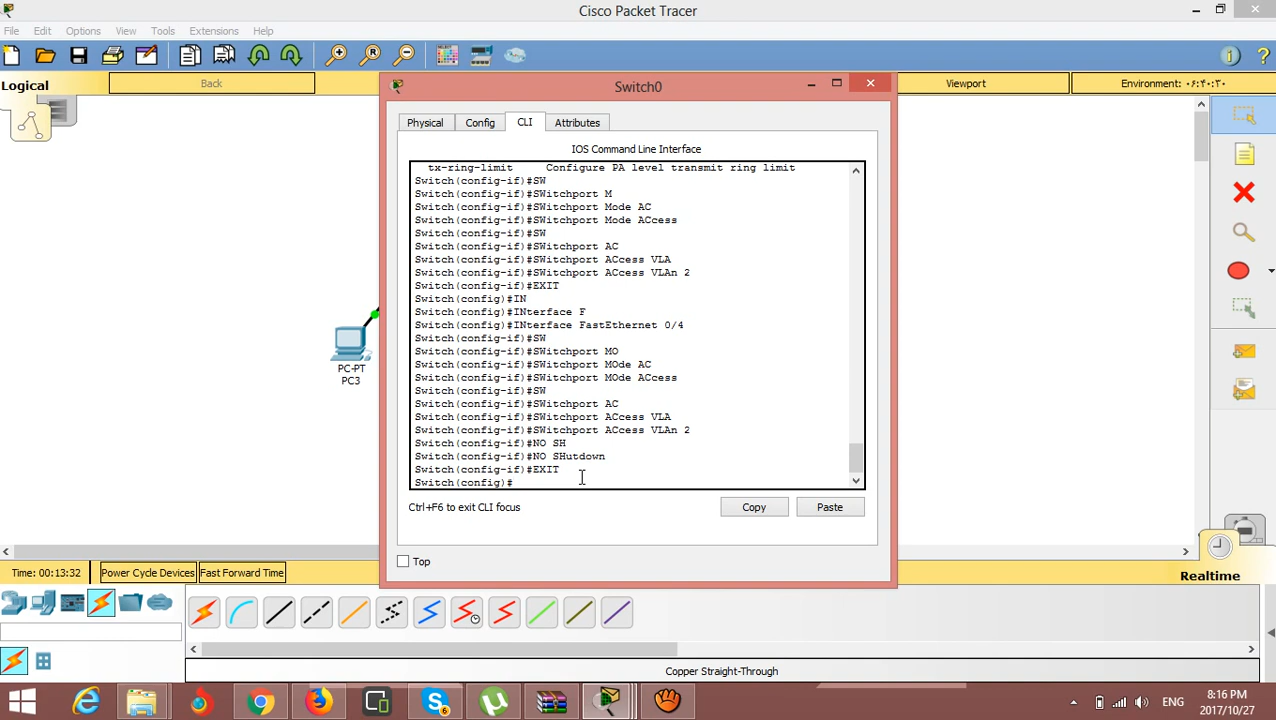 Cisco Packet Tracer
File Edit Options View Tools Extensions Help
Logical
Back
Viewport
Environment: ۰۶:۴۰:۳۰
Switch0
Physical Config CLI Attributes
IOS Command Line Interface
tx-ring-limit Configure PA level transmit ring limit
Switch(config-if)#SW
Switch(config-if)#SWitchport M
Switch(config-if)#SWitchport Mode AC
Switch(config-if)#SWitchport Mode ACcess
Switch(config-if)#SW
Switch(config-if)#SWitchport AC
Switch(config-if)#SWitchport ACcess VLA
Switch(config-if)#SWitchport ACcess VLAn 2
Switch(config-if)#EXIT
Switch(config)#IN
Switch(config)#INterface F
Switch(config)#INterface FastEthernet 0/4
Switch(config-if)#SW
Switch(config-if)#SWitchport MO
Switch(config-if)#SWitchport MOde AC
Switch(config-if)#SWitchport MOde ACcess
Switch(config-if)#SW
Switch(config-if)#SWitchport AC
Switch(config-if)#SWitchport ACcess VLA
Switch(config-if)#SWitchport ACcess VLAn 2
Switch(config-if)#NO SH
Switch(config-if)#NO SHutdown
Switch(config-if)#EXIT
Switch(config)#
Ctrl+F6 to exit CLI focus
Copy
Paste
Top
PC-PT
PC3
Time: 00:13:32
Power Cycle Devices
Fast Forward Time
Realtime
Copper Straight-Through
ENG
8:16 PM
2017/10/27